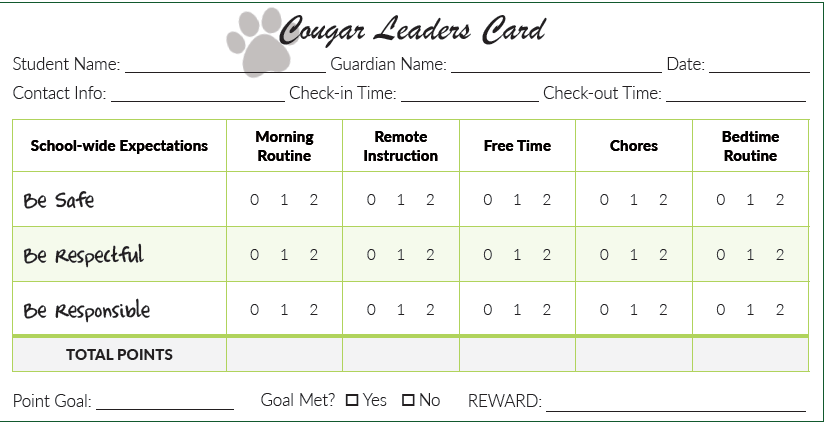 Cougar Leaders Card
Student Name: ____________________ Guardian Name: ____________________ Date: __________
Contact Info: ____________________ Check-in Time: ______________ Check-out Time: ______________
School-wide Expectations Morning Routine Remote Instruction Free Time Chores Bedtime Routine
Be Safe 0 1 2 0 1 2 0 1 2 0 1 2 0 1 2
Be Respectful 0 1 2 0 1 2 0 1 2 0 1 2 0 1 2
Be Responsible 0 1 2 0 1 2 0 1 2 0 1 2 0 1 2
TOTAL POINTS
Point Goal: ______________ Goal Met? ☐ Yes ☐ No REWARD: __________________________